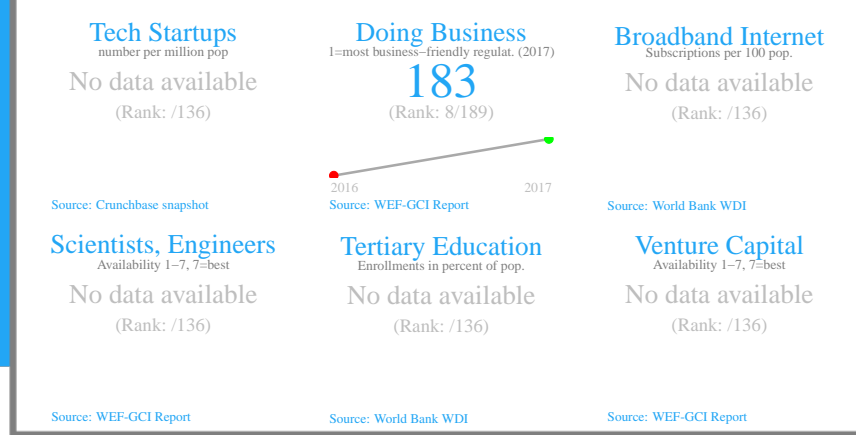 Tech Startups
number per million pop
No data available
(Rank: /136)
Source: Crunchbase snapshot
Doing Business
1=most business−friendly regulat. (2017)
183
(Rank: 8/189)
2016 2017
Source: WEF-GCI Report
Broadband Internet
Subscriptions per 100 pop.
No data available
(Rank: /136)
Source: World Bank WDI
Scientists, Engineers
Availability 1−7, 7=best
No data available
(Rank: /136)
Source: WEF-GCI Report
Tertiary Education
Enrollments in percent of pop.
No data available
(Rank: /136)
Source: World Bank WDI
Venture Capital
Availability 1−7, 7=best
No data available
(Rank: /136)
Source: WEF-GCI Report